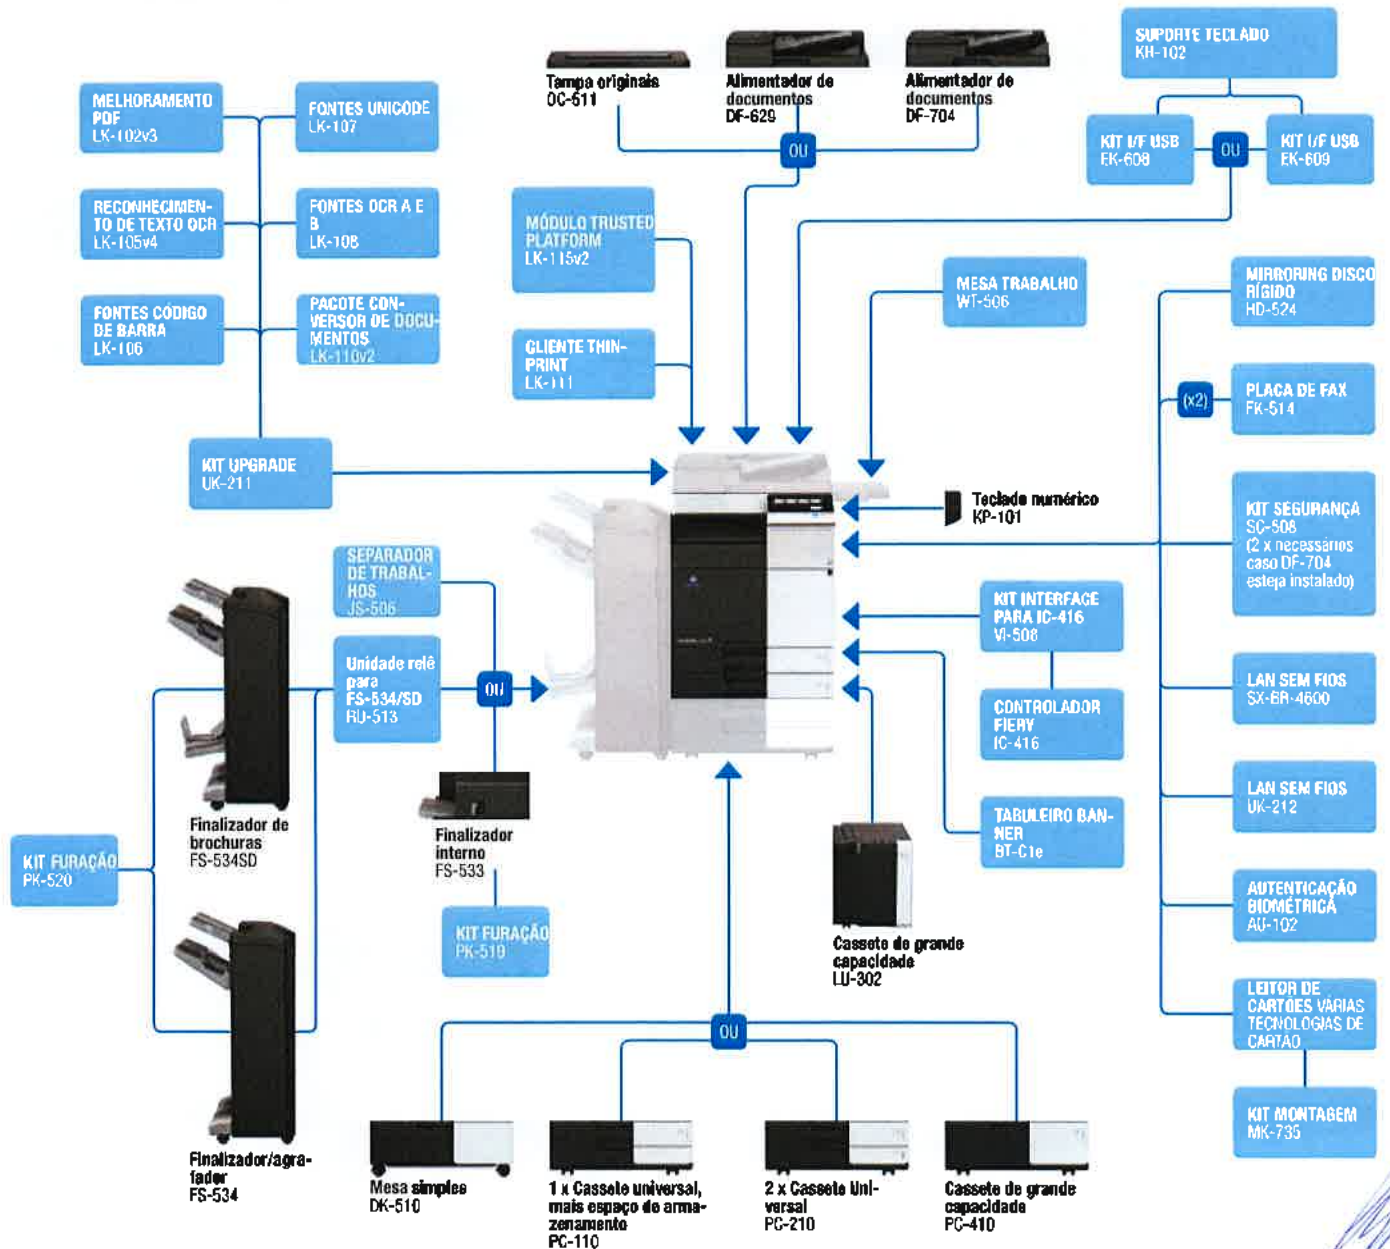 Tampa originais
OC-511
Alimentador de
documentos
DF-629
Alimentador de
documentos
DF-704
OU
SUPORTE TECLADO
KH-102
KIT I/F USB
EK-608
OU
KIT I/F USB
EK-609
MELHORAMENTO
PDF
LK-102v3
FONTES UNICODE
LK-107
RECONHECIMEN-
TO DE TEXTO OCR
LK-105v4
FONTES OCR A E
B
LK-108
FONTES CÓDIGO
DE BARRA
LK-106
PACOTE CON-
VERSOR DE DOCU-
MENTOS
LK-110v2
KIT UPGRADE
UK-211
MÓDULO TRUSTED
PLATFORM
LK-115v2
CLIENTE THIN-
PRINT
LK-111
MESA TRABALHO
WT-506
MIRRORING DISCO
RÍGIDO
HD-524
(x2)
PLACA DE FAX
FK-514
Teclado numérico
KP-101
KIT SEGURANÇA
SC-508
(2 x necessários
caso DF-704
esteja instalado)
SEPARADOR
DE TRABAL-
HOS
JS-506
Unidade relê
para
FS-534/SD
RU-513
OU
KIT INTERFACE
PARA IC-416
VI-508
CONTROLADOR
FIERY
IC-416
LAN SEM FIOS
SX-BR-4600
LAN SEM FIOS
UK-212
TABULEIRO BAN-
NER
BT-C1e
Finalizador de
brochuras
FS-534SD
Finalizador
interno
FS-533
KIT FURAÇÃO
PK-520
KIT FURAÇÃO
PK-519
Cassete de grande
capacidade
LU-302
AUTENTICAÇÃO
BIOMÉTRICA
AU-102
LEITOR DE
CARTÕES VÁRIAS
TECNOLOGIAS DE
CARTÃO
KIT MONTAGEM
MK-735
OU
Finalizador/agra-
fador
FS-534
Mesa simples
DK-510
1 x Cassete universal,
mais espaço de arma-
zenamento
PC-110
2 x Cassete Uni-
versal
PC-210
Cassete de grande
capacidade
PC-410